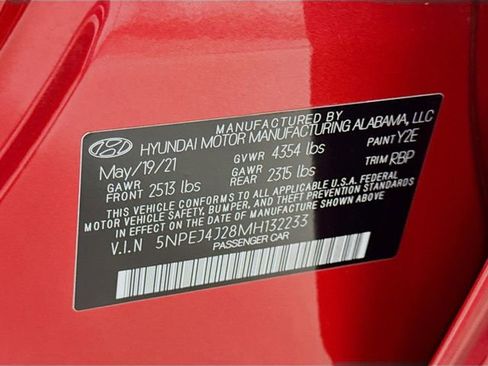 MANUFACTURED BY
HYUNDAI MOTOR MANUFACTURING ALABAMA, LLC
May/19/21 GVWR 4354 lbs PAINT Y2E
GAWR FRONT 2513 lbs GAWR REAR 2315 lbs TRIM RBP
THIS VEHICLE CONFORMS TO ALL APPLICABLE U.S.A. FEDERAL
MOTOR VEHICLE SAFETY, BUMPER, AND THEFT PREVENTION STANDARDS
IN EFFECT ON THE DATE OF MANUFACTURE SHOWN ABOVE.
V.I.N 5NPEJ4J28MH132233
PASSENGER CAR